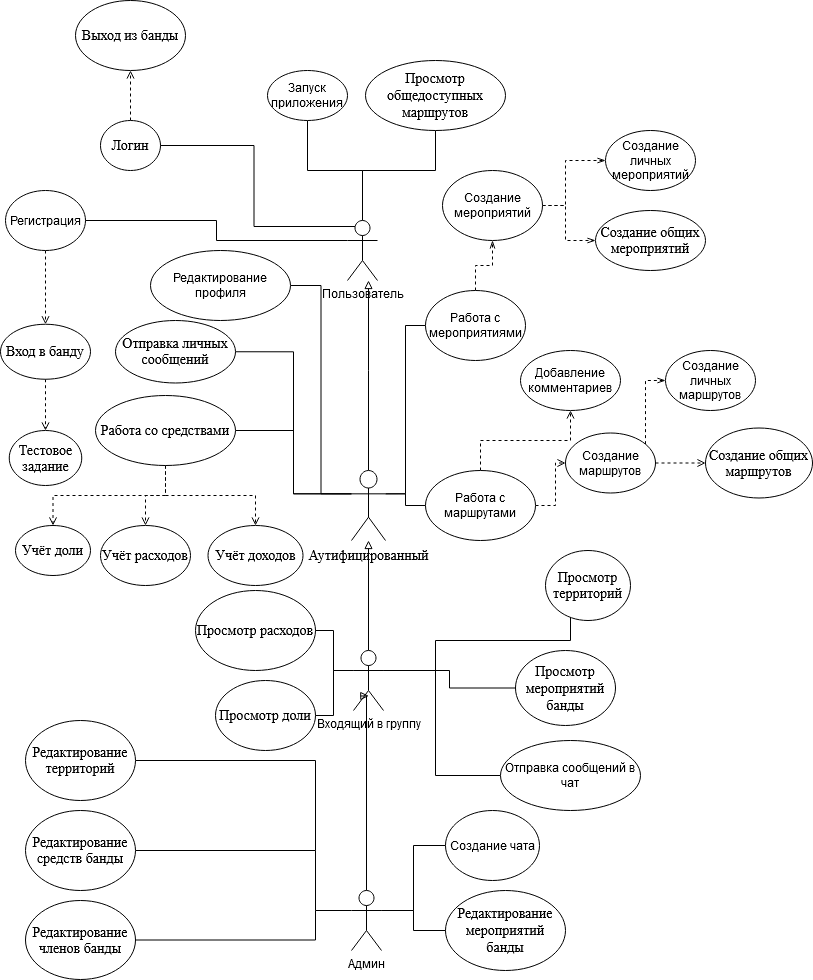 Выход из банды
Запуск
приложения
Просмотр
общедоступных
маршрутов
Логин
Создание
личных
мероприятий
Создание
мероприятий
Регистрация
Создание общих
мероприятий
Редактирование
профиля
Пользователь
Работа с
мероприятиями
Отправка личных
сообщений
Вход в банду
Добавление
комментариев
Создание
личных
маршрутов
Работа со средствами
Тестовое
задание
Создание
маршрутов
Создание общих
маршрутов
Работа с
маршрутами
Учёт доли
Учёт расходов
Учёт доходов
Аутифицированный
Просмотр
территорий
Просмотр расходов
Просмотр
мероприятий
банды
Просмотр доли
Входящий в группу
Редактирование
территорий
Отправка сообщений в
чат
Редактирование
средств банды
Создание чата
Редактирование
членов банды
Редактирование
мероприятий
банды
Админ